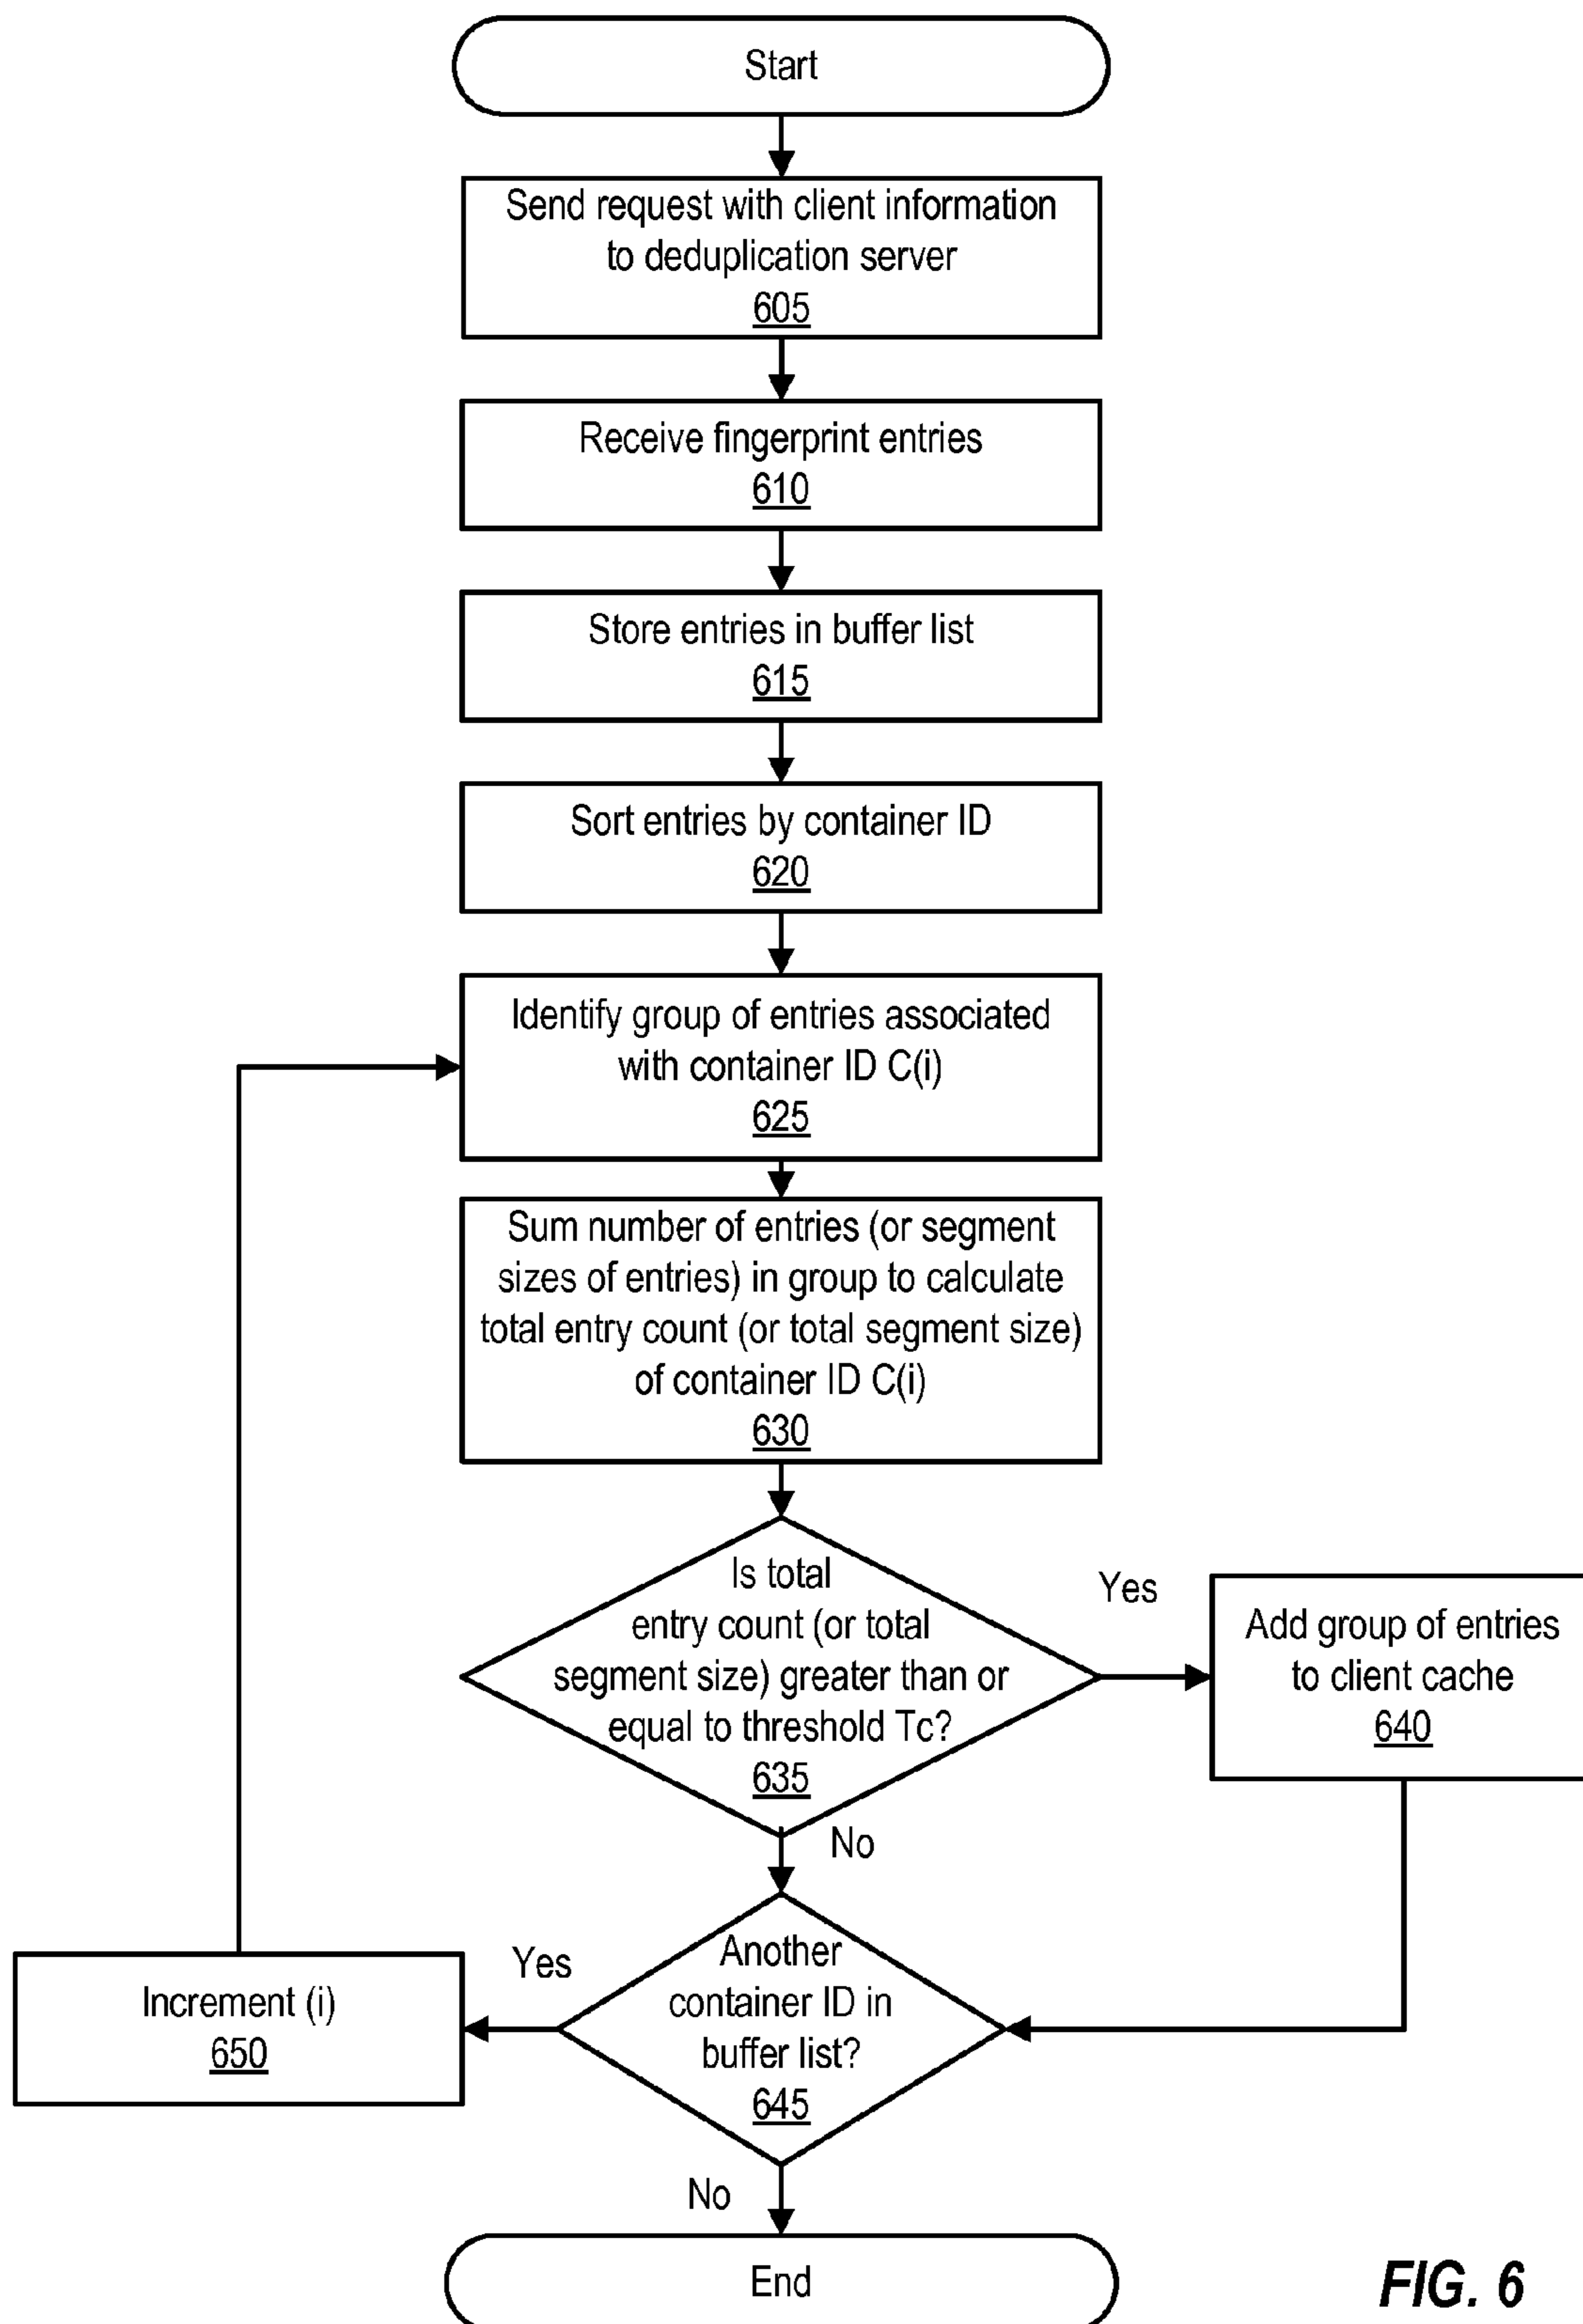 Start
Send request with client information
to deduplication server
605
Receive fingerprint entries
610
Store entries in buffer list
615
Sort entries by container ID
620
Identify group of entries associated
with container ID C(i)
625
Sum number of entries (or segment
sizes of entries) in group to calculate
total entry count (or total segment size)
of container ID C(i)
630
Is total
entry count (or total
segment size) greater than or
equal to threshold Tc?
635
Yes
Add group of entries
to client cache
640
No
Another
container ID in
buffer list?
645
Yes
Increment (i)
650
No
End
FIG. 6